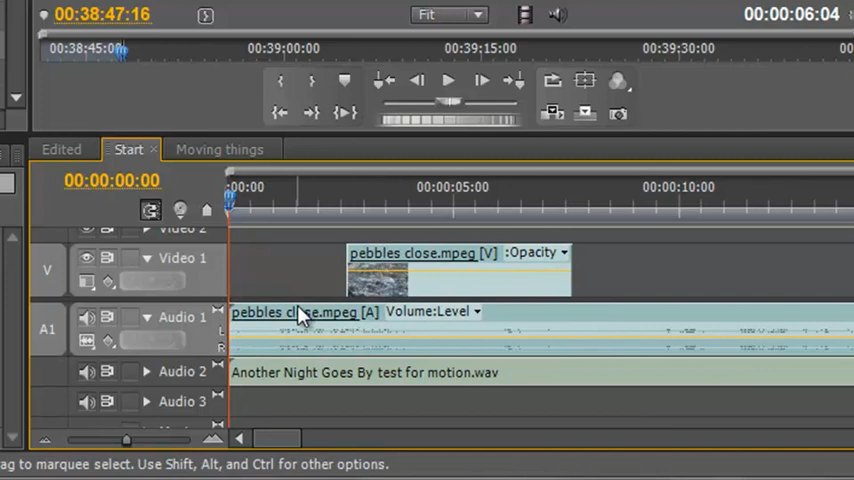 00:38:47:16
Fit
00:00:06:04
00:38:45:00
00:39:00:00
00:39:15:00
00:39:30:00
Edited
Start
Moving things
00:00:00:00
:00:00
00:00:05:00
00:00:10:00
Video 2
V
Video 1
pebbles close.mpeg [V]
:Opacity
A1
Audio 1
L
R
pebbles close.mpeg [A]
Volume:Level
Audio 2
Another Night Goes By test for motion.wav
Audio 3
ag to marquee select. Use Shift, Alt, and Ctrl for other options.